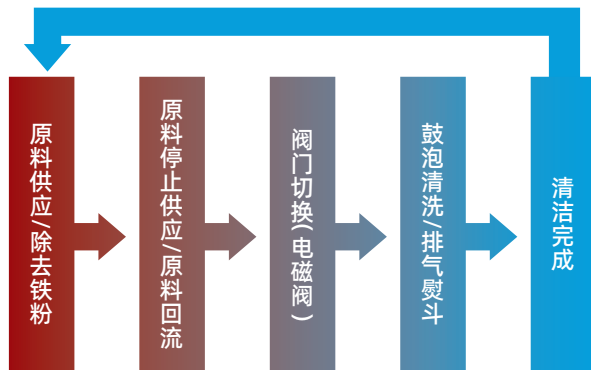 原料供应/除去铁粉
原料停止供应/原料回流
阀门切换(电磁阀)
鼓泡清洗/排气熨斗
清洁完成